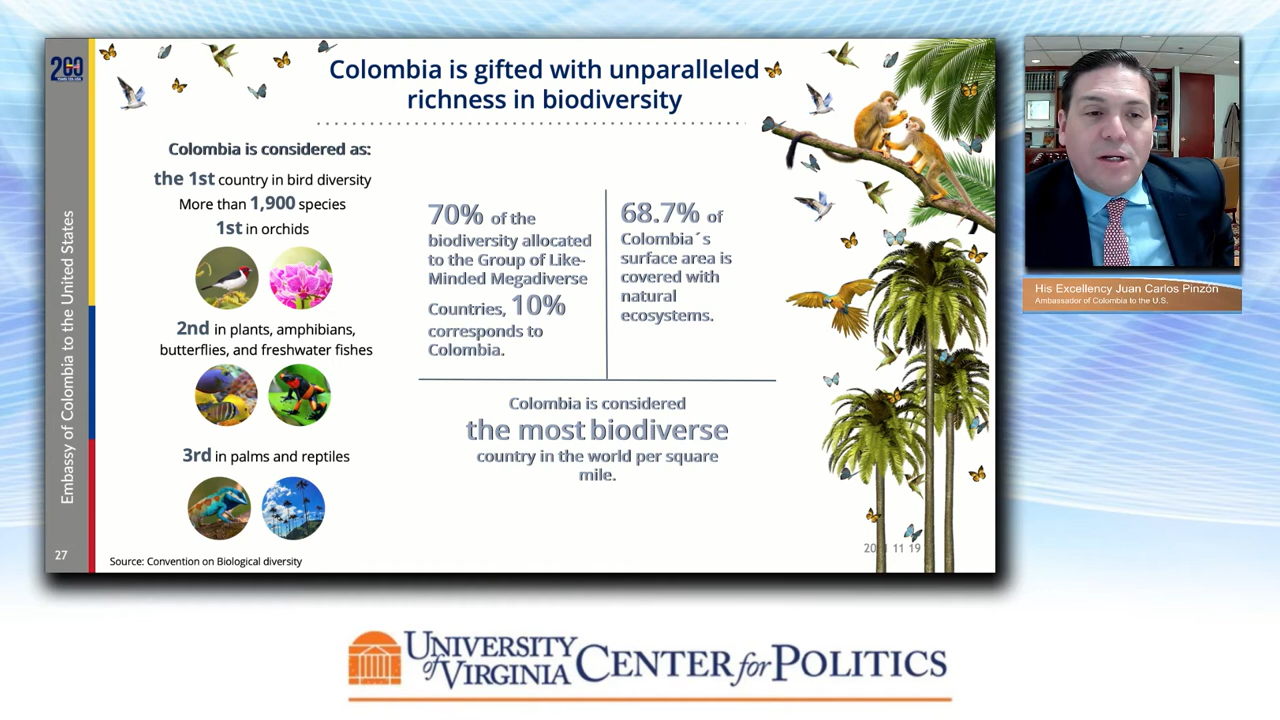 200
Embassy of Colombia to the United States
27
Colombia is gifted with unparalleled
richness in biodiversity
Colombia is considered as:
the 1st country in bird diversity
More than 1,900 species
1st in orchids
2nd in plants, amphibians,
butterflies, and freshwater fishes
3rd in palms and reptiles
70% of the
biodiversity allocated
to the Group of Like-
Minded Megadiverse
Countries, 10%
corresponds to
Colombia.
68.7% of
Colombia´s
surface area is
covered with
natural
ecosystems.
Colombia is considered
the most biodiverse
country in the world per square
mile.
Source: Convention on Biological diversity
11 19
His Excellency Juan Carlos Pinzón
Ambassador of Colombia to the U.S.
UNIVERSITY
of VIRGINIA
CENTER for POLITICS